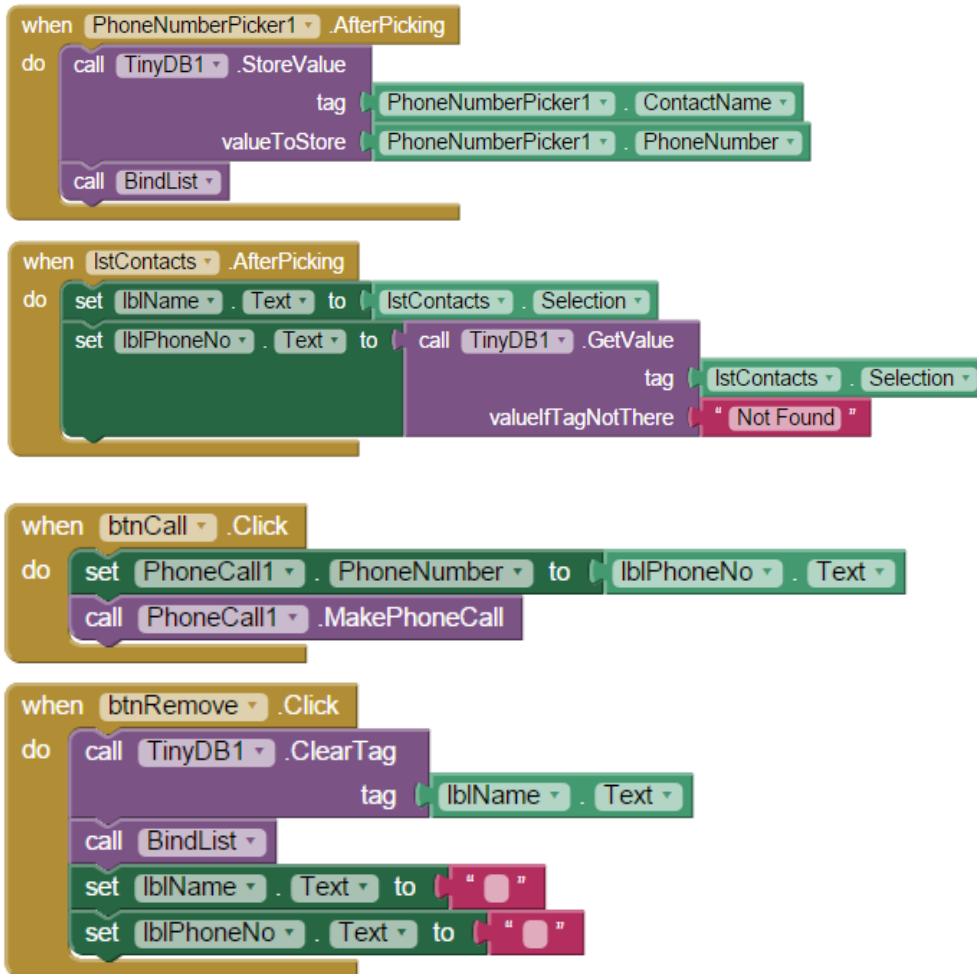 when PhoneNumberPicker1 .AfterPicking
do call TinyDB1 .StoreValue
tag PhoneNumberPicker1 . ContactName
valueToStore PhoneNumberPicker1 . PhoneNumber
call BindList
when lstContacts .AfterPicking
do set lblName . Text to lstContacts . Selection
set lblPhoneNo . Text to call TinyDB1 .GetValue
tag lstContacts . Selection
valueIfTagNotThere " Not Found "
when btnCall .Click
do set PhoneCall1 . PhoneNumber to lblPhoneNo . Text
call PhoneCall1 .MakePhoneCall
when btnRemove .Click
do call TinyDB1 .ClearTag
tag lblName . Text
call BindList
set lblName . Text to " "
set lblPhoneNo . Text to " "